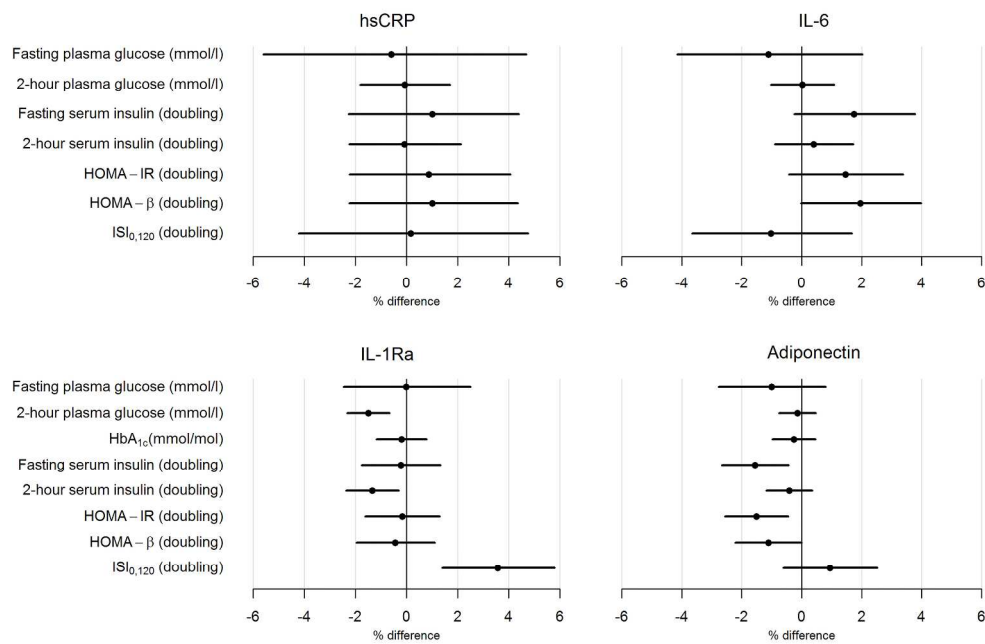 hsCRP
IL-6
Fasting plasma glucose (mmol/l)
2-hour plasma glucose (mmol/l)
Fasting serum insulin (doubling)
2-hour serum insulin (doubling)
HOMA – IR (doubling)
HOMA – β (doubling)
ISI0,120 (doubling)
-6 -4 -2 0 2 4 6
% difference
-6 -4 -2 0 2 4 6
% difference
IL-1Ra
Adiponectin
Fasting plasma glucose (mmol/l)
2-hour plasma glucose (mmol/l)
HbA1c(mmol/mol)
Fasting serum insulin (doubling)
2-hour serum insulin (doubling)
HOMA – IR (doubling)
HOMA – β (doubling)
ISI0,120 (doubling)
-6 -4 -2 0 2 4 6
% difference
-6 -4 -2 0 2 4 6
% difference